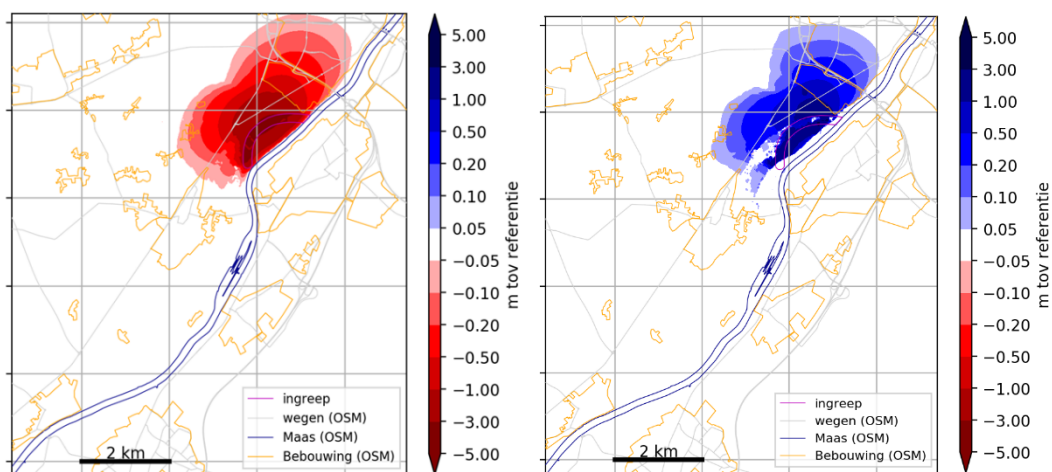 5.00
3.00
1.00
0.50
0.20
0.10
0.05
−0.05
−0.10
−0.20
−0.50
−1.00
−3.00
−5.00
m tov referentie
ingreep
wegen (OSM)
Maas (OSM)
Bebouwing (OSM)
2 km
5.00
3.00
1.00
0.50
0.20
0.10
0.05
−0.05
−0.10
−0.20
−0.50
−1.00
−3.00
−5.00
m tov referentie
ingreep
wegen (OSM)
Maas (OSM)
Bebouwing (OSM)
2 km